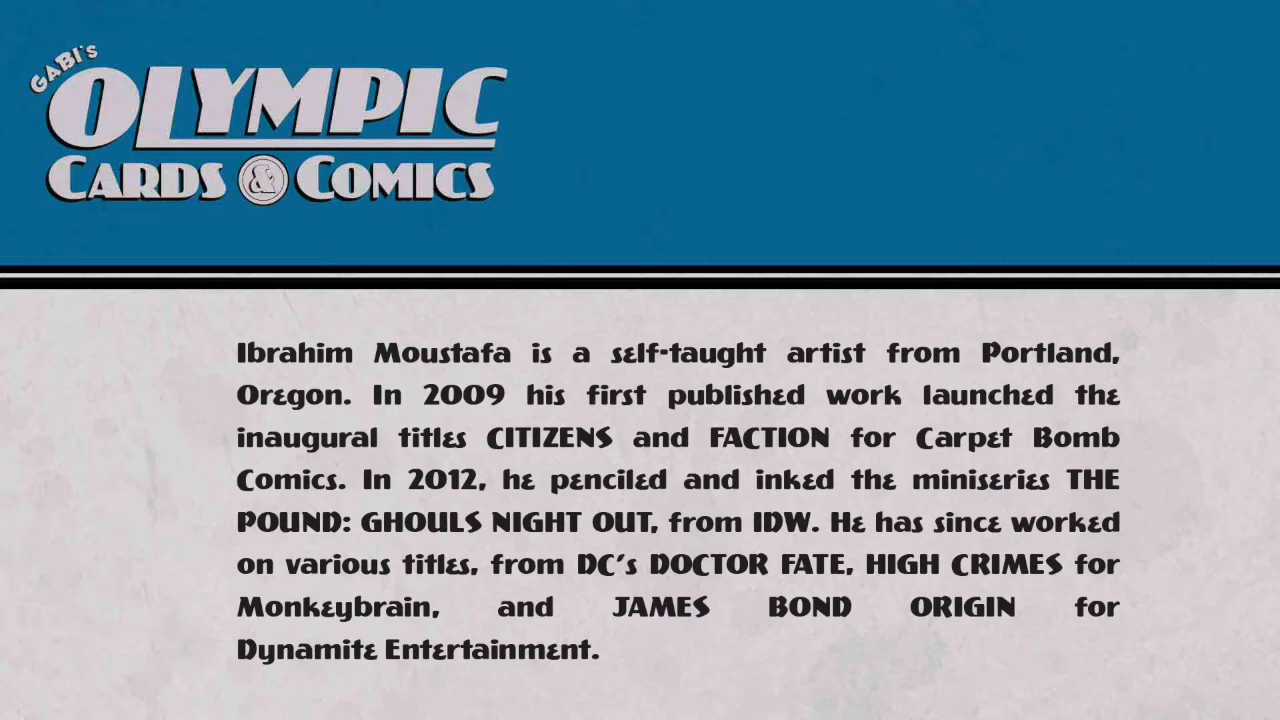 GABI'S
OLYMPIC
CARDS & COMICS
Ibrahim Moustafa is a self-taught artist from Portland,
Oregon. In 2009 his first published work launched the
inaugural titles CITIZENS and FACTION for Carpet Bomb
Comics. In 2012, he penciled and inked the miniseries THE
POUND: GHOULS NIGHT OUT, from IDW. He has since worked
on various titles, from DC's DOCTOR FATE, HIGH CRIMES for
Monkeybrain, and JAMES BOND ORIGIN for
Dynamite Entertainment.